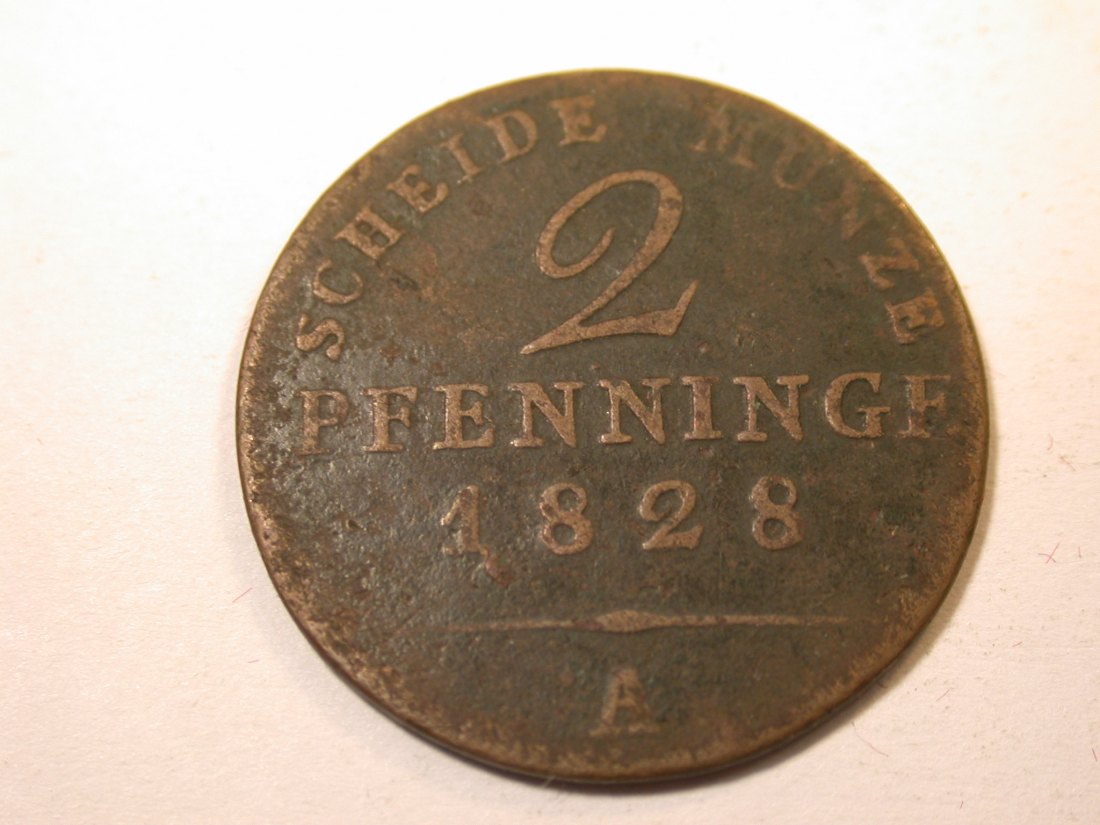 SCHEIDE MÜNZE
2
PFENNINGE
1828
A